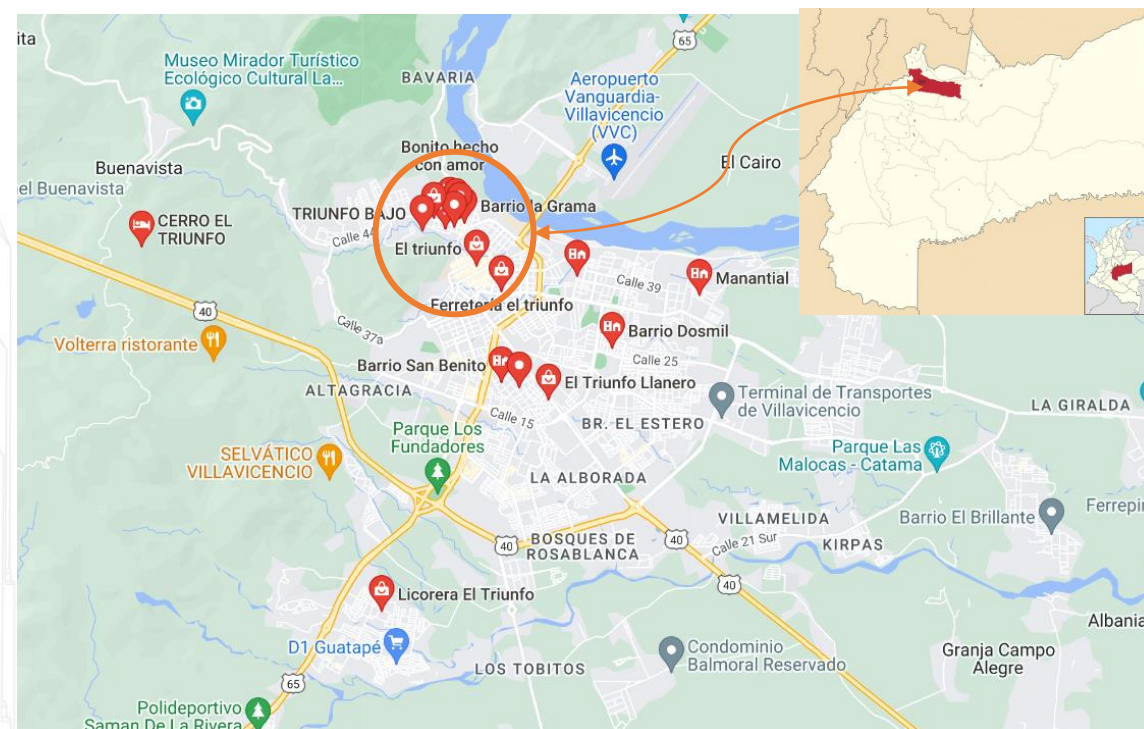 ita
65
Museo Mirador Turístico
Ecológico Cultural La...
BAVARIA
Aeropuerto
Vanguardia-
Villavicencio
(VVC)
Bonito hecho
con amor
El Cairo
Buenavista
el Buenavista
TRIUNFO BAJO
Barrio la Grama
CERRO EL
TRIUNFO
Calle 44
El triunfo
Calle 39
Manantial
40
Ferretería el triunfo
Calle 37a
Barrio Dosmil
Volterra ristorante
Barrio San Benito
Calle 25
El Triunfo Llanero
ALTAGRACIA
Terminal de Transportes
de Villavicencio
LA GIRALDA
Calle 15
BR. EL ESTERO
Parque Los
Fundadores
Parque Las
Malocas - Catama
SELVÁTICO
VILLAVICENCIO
LA ALBORADA
Ferrepin
VILLAMELIDA
Barrio El Brillante
40
BOSQUES DE
ROSABLANCA
40
Calle 21 Sur
KIRPAS
40
Licorera El Triunfo
Albania
D1 Guatapé
Condominio
Balmoral Reservado
Granja Campo
Alegre
LOS TOBITOS
65
Polideportivo
Saman De La Rivera